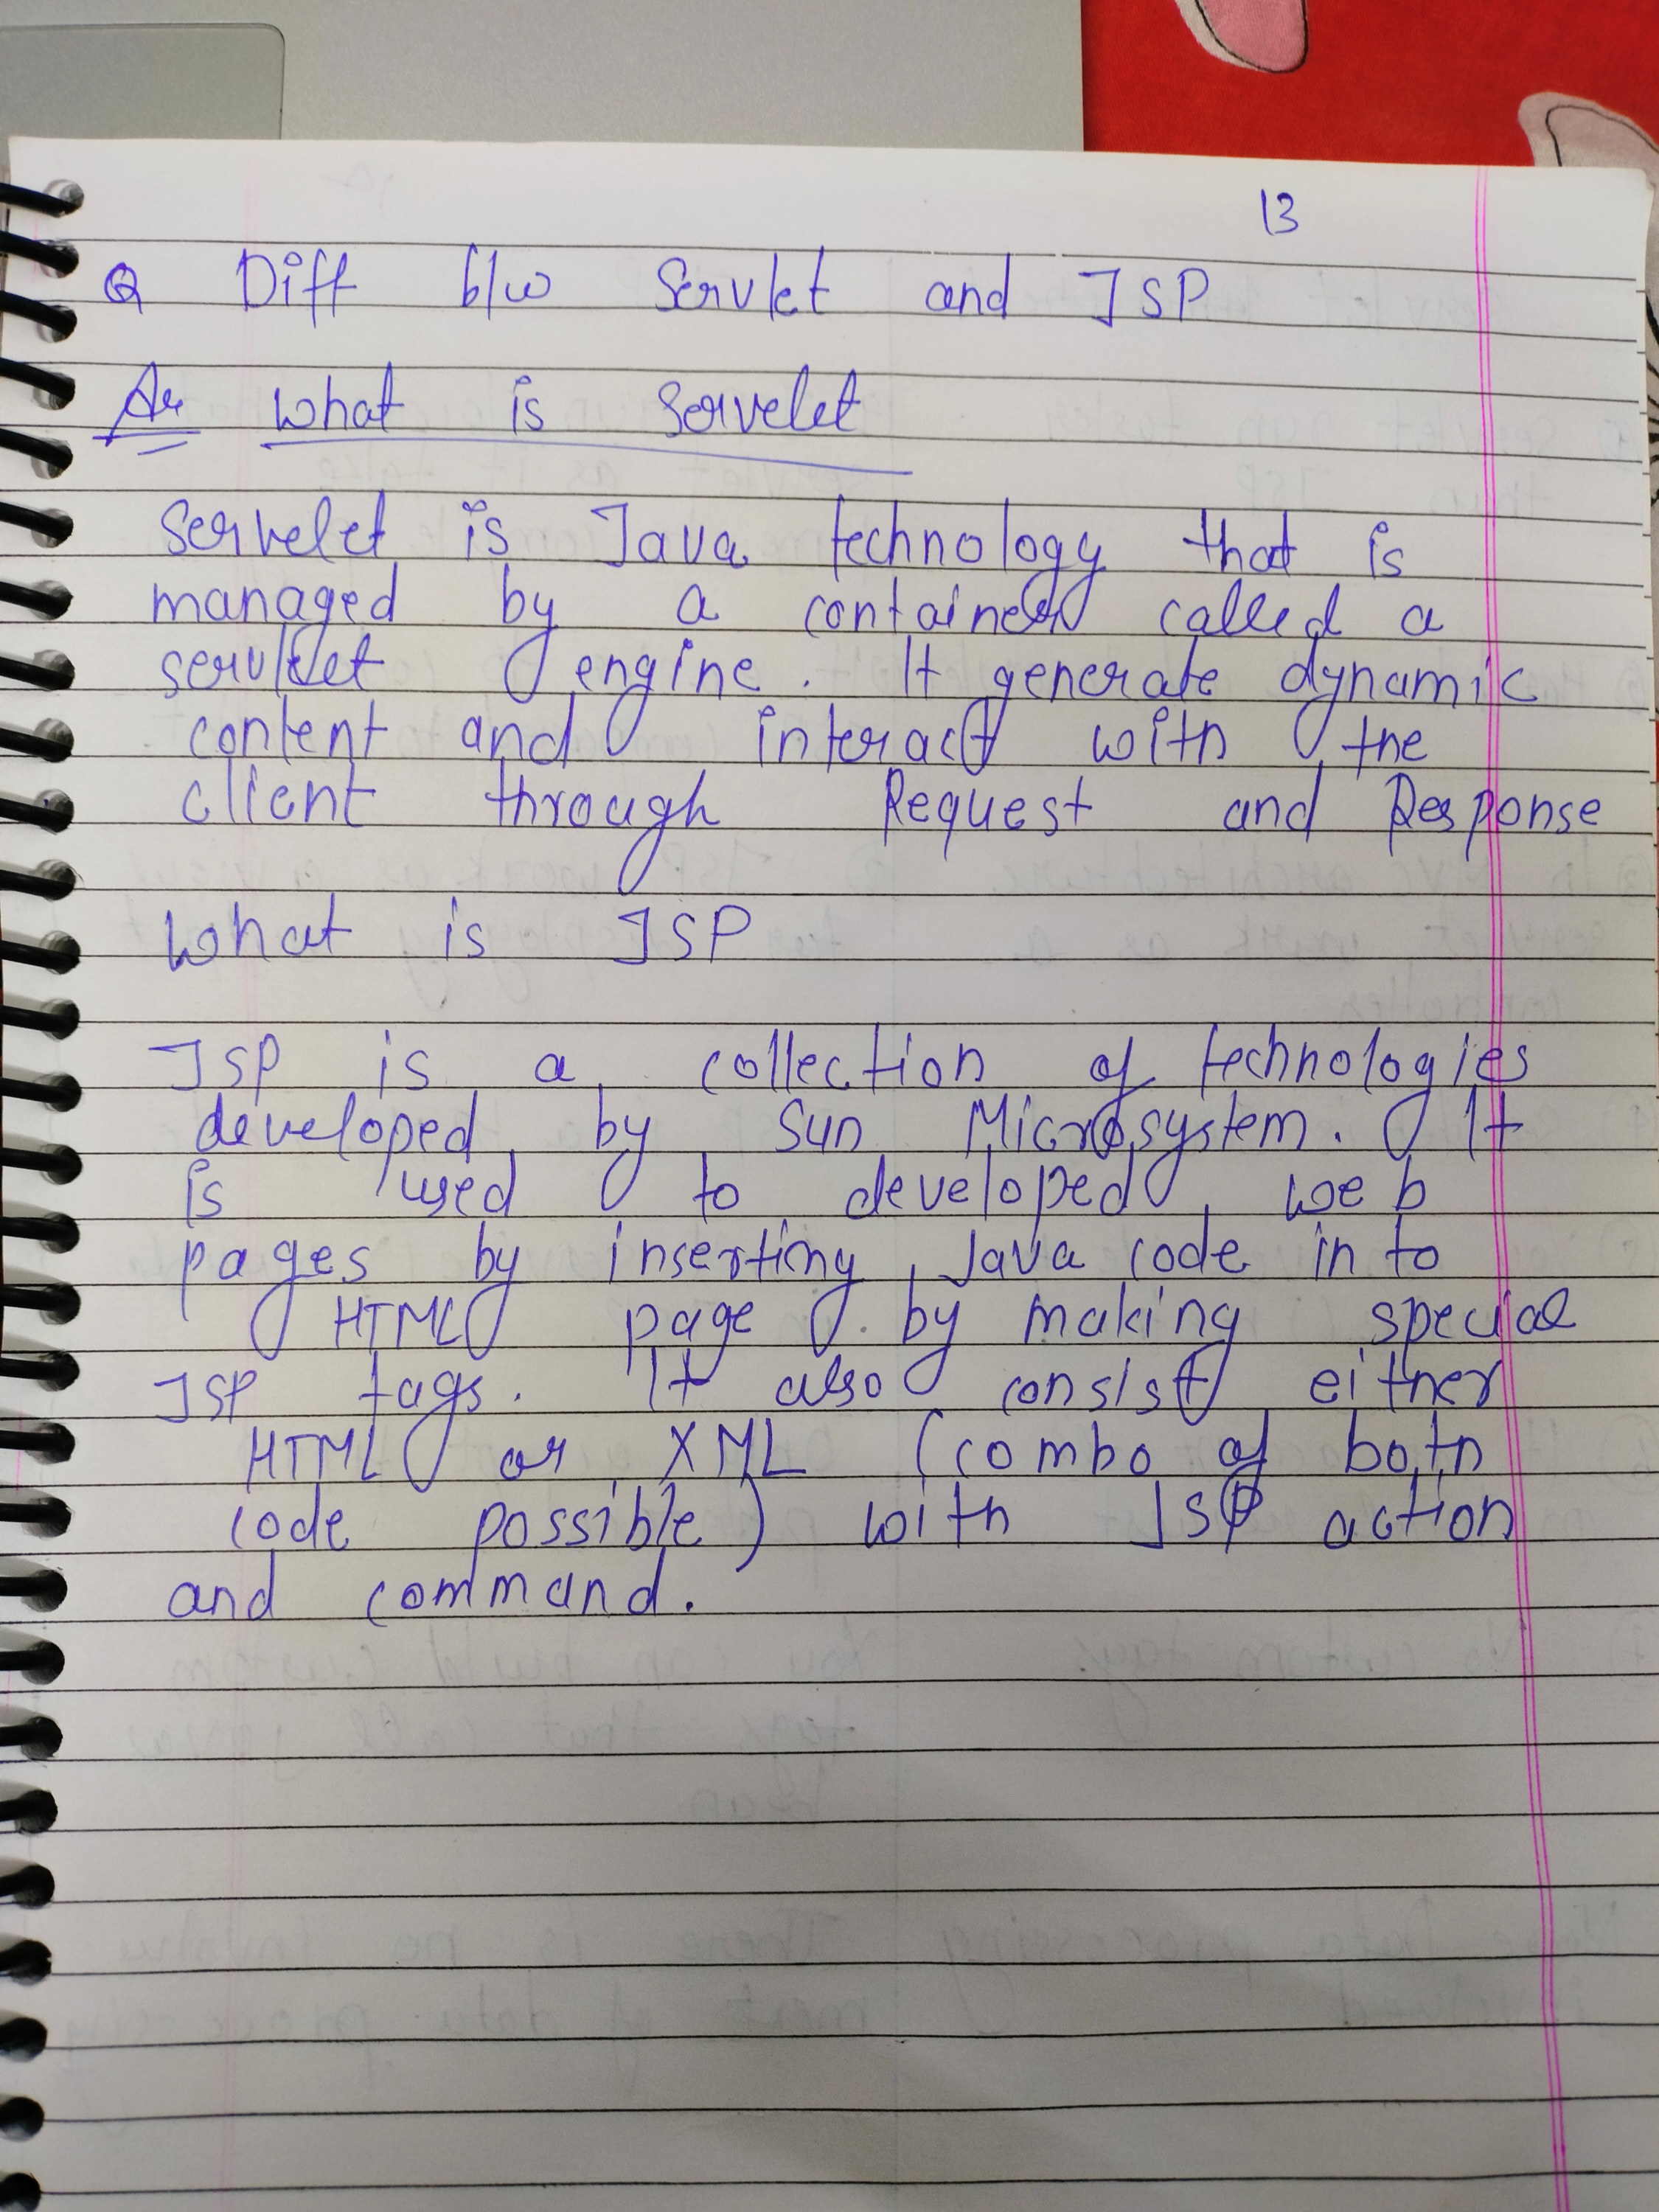 13
Q Diff b/w Servlet and JSP
An What is Servelet
Servelet is Java technology that is
managed by a container called a
servlet engine. It generate dynamic
content and interact with the
client through Request and Response
What is JSP
JSP is a collection of technologies
developed by Sun Microsystem. It
is used to developed web
pages by inserting Java code in to
HTML page by making special
JSP tags. It also consist either
HTML or XML (combo of both
code possible) with JSP action
and command.